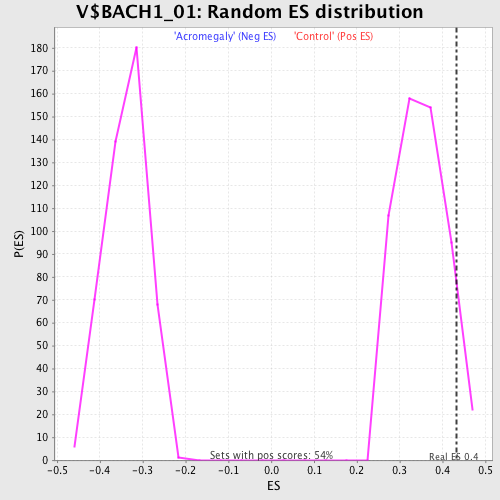 V$BACH1_01: Random ES distribution
'Acromegaly' (Neg ES) 'Control' (Pos ES)
180
170
160
150
140
130
120
110
100
90
80
70
60
50
40
30
20
10
0
P(ES)
Sets with pos scores: 54%
Real ES 0.4
-0.5 -0.4 -0.3 -0.2 -0.1 0.0 0.1 0.2 0.3 0.4 0.5
ES